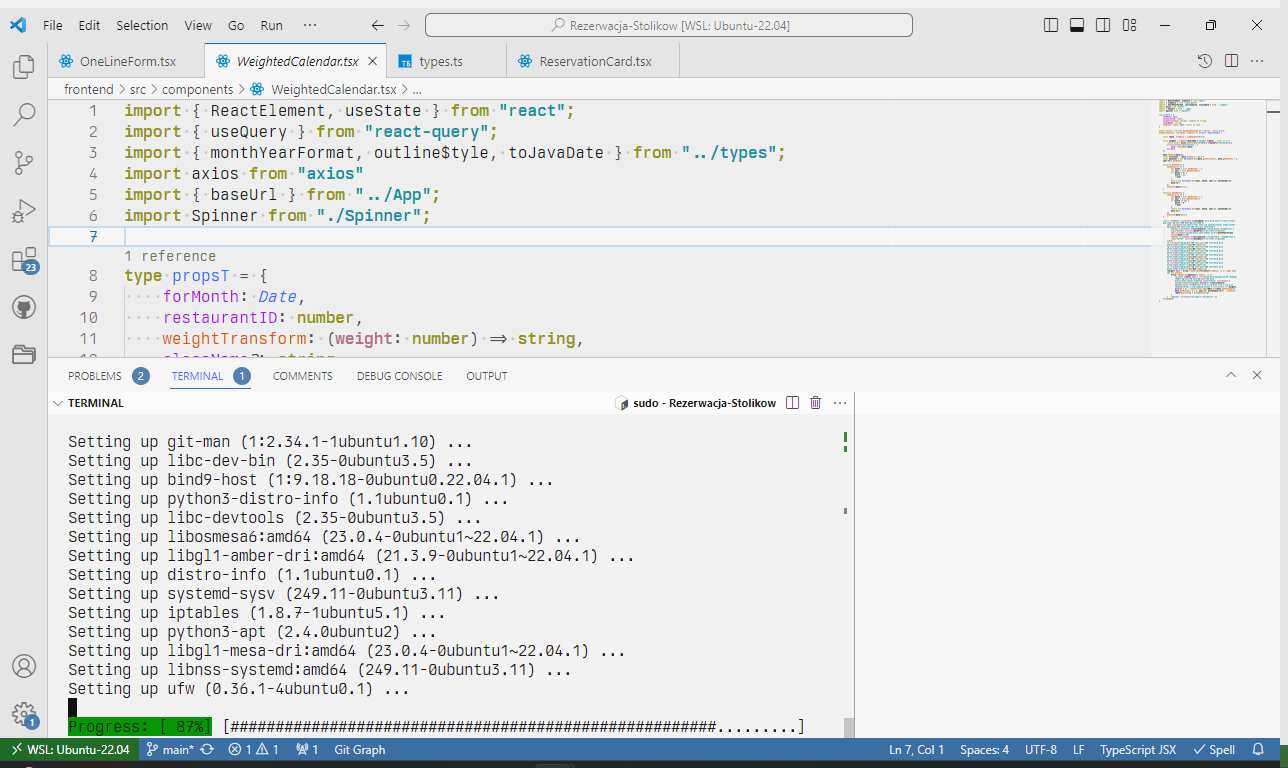 File Edit Selection View Go Run ··· Rezerwacja-Stolikow [WSL: Ubuntu-22.04]
OneLineForm.tsx WeightedCalendar.tsx types.ts ReservationCard.tsx
frontend > src > components > WeightedCalendar.tsx > ...
1 import { ReactElement, useState } from "react";
2 import { useQuery } from "react-query";
3 import { monthYearFormat, outline$tyle, toJavaDate } from "../types";
4 import axios from "axios"
5 import { baseUrl } from "../App";
6 import Spinner from "./Spinner";
7
1 reference
8 type propsT = {
9 forMonth: Date,
10 restaurantID: number,
11 weightTransform: (weight: number) => string,
12 className?: string
23
PROBLEMS 2 TERMINAL 1 COMMENTS DEBUG CONSOLE OUTPUT
TERMINAL sudo - Rezerwacja-Stolikow
Setting up git-man (1:2.34.1-1ubuntu1.10) ...
Setting up libc-dev-bin (2.35-0ubuntu3.5) ...
Setting up bind9-host (1:9.18.18-0ubuntu0.22.04.1) ...
Setting up python3-distro-info (1.1ubuntu0.1) ...
Setting up libc-devtools (2.35-0ubuntu3.5) ...
Setting up libosmesa6:amd64 (23.0.4-0ubuntu1~22.04.1) ...
Setting up libgl1-amber-dri:amd64 (21.3.9-0ubuntu1~22.04.1) ...
Setting up distro-info (1.1ubuntu0.1) ...
Setting up systemd-sysv (249.11-0ubuntu3.11) ...
Setting up iptables (1.8.7-1ubuntu5.1) ...
Setting up python3-apt (2.4.0ubuntu2) ...
Setting up libgl1-mesa-dri:amd64 (23.0.4-0ubuntu1~22.04.1) ...
Setting up libnss-systemd:amd64 (249.11-0ubuntu3.11) ...
Setting up ufw (0.36.1-4ubuntu0.1) ...
1
Progress: [ 87%] [######################################################.........]
WSL: Ubuntu-22.04 main* 1 1 1 Git Graph Ln 7, Col 1 Spaces: 4 UTF-8 LF TypeScript JSX Spell